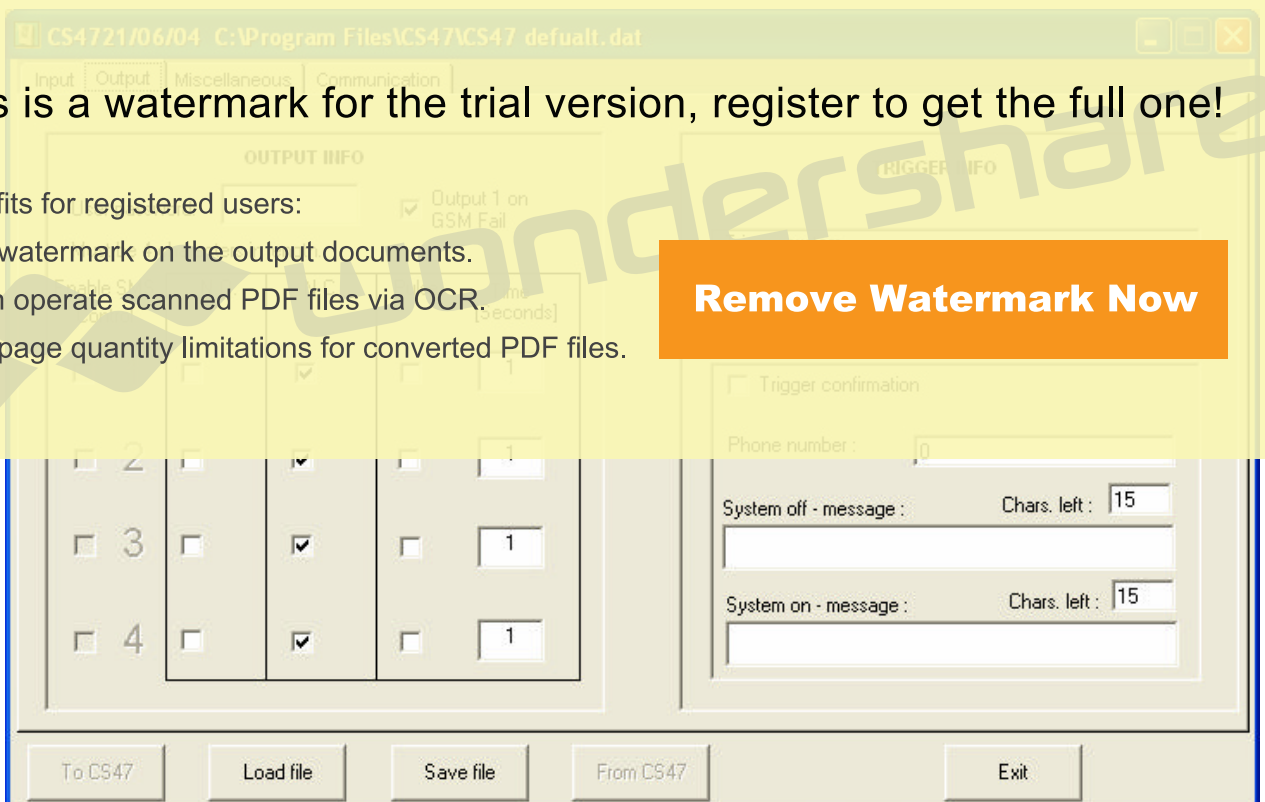 CS4721/06/04 C:\Program Files\CS47\CS47 defualt.dat
Input Output Miscellaneous Communication
s is a watermark for the trial version, register to get the full one!
wondershare
OUTPUT INFO
TRIGGER INFO
fits for registered users:
Output 1 on
GSM Fail
watermark on the output documents.
Remove Watermark Now
n operate scanned PDF files via OCR.
[Seconds]
page quantity limitations for converted PDF files.
1
Trigger confirmation
2 1
Phone number : 0
System off - message : Chars. left : 15
3 1
System on - message : Chars. left : 15
4 1
To CS47 Load file Save file From CS47 Exit